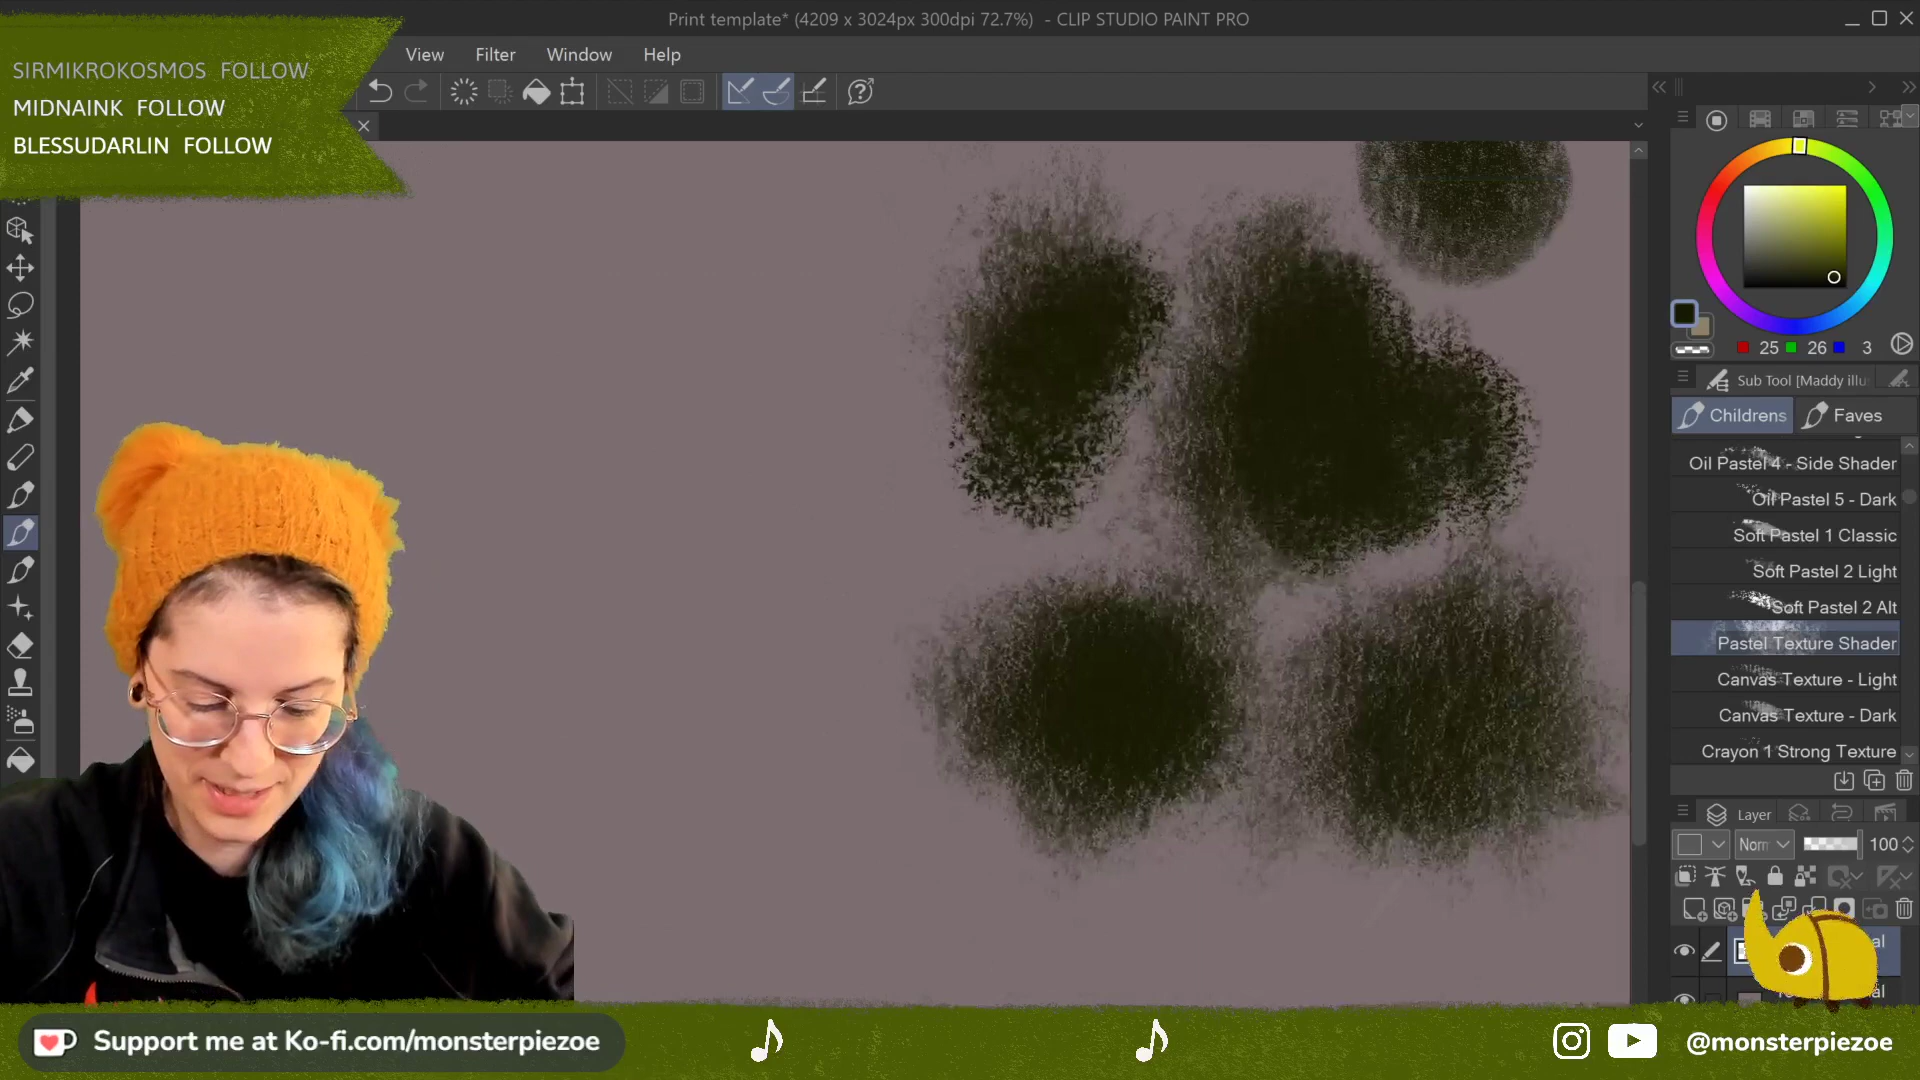 Print template* (4209 x 3024px 300dpi 72.7%) - CLIP STUDIO PAINT PRO
SIRMIKROKOSMOS FOLLOW
MIDNAINK FOLLOW
BLESSUDARLIN FOLLOW
View Filter Window Help
25 26 3
Sub Tool [Maddy illu
Childrens Faves
Oil Pastel 4 - Side Shader
Oil Pastel 5 - Dark
Soft Pastel 1 Classic
Soft Pastel 2 Light
Soft Pastel 2 Alt
Pastel Texture Shader
Canvas Texture - Light
Canvas Texture - Dark
Crayon 1 Strong Texture
Layer
Norn 100
al
al
Support me at Ko-fi.com/monsterpiezoe
@monsterpiezoe